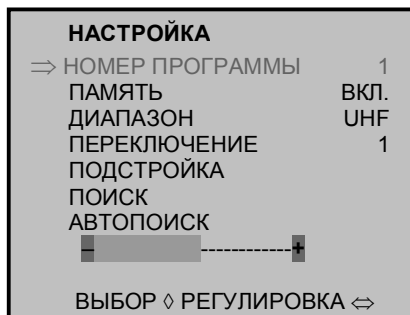 НАСТРОЙКА
⇒ НОМЕР ПРОГРАММЫ 1
ПАМЯТЬ ВКЛ.
ДИАПАЗОН UHF
ПЕРЕКЛЮЧЕНИЕ 1
ПОДСТРОЙКА
ПОИСК
АВТОПОИСК
– ------------+
ВЫБОР ◊ РЕГУЛИРОВКА ⇔